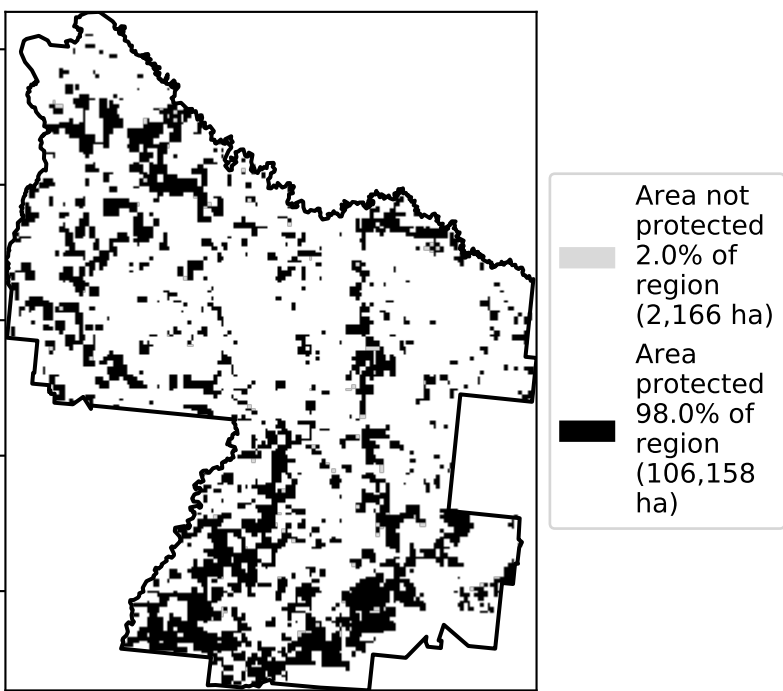 Area not
protected
2.0% of
region
(2,166 ha)
Area
protected
98.0% of
region
(106,158
ha)